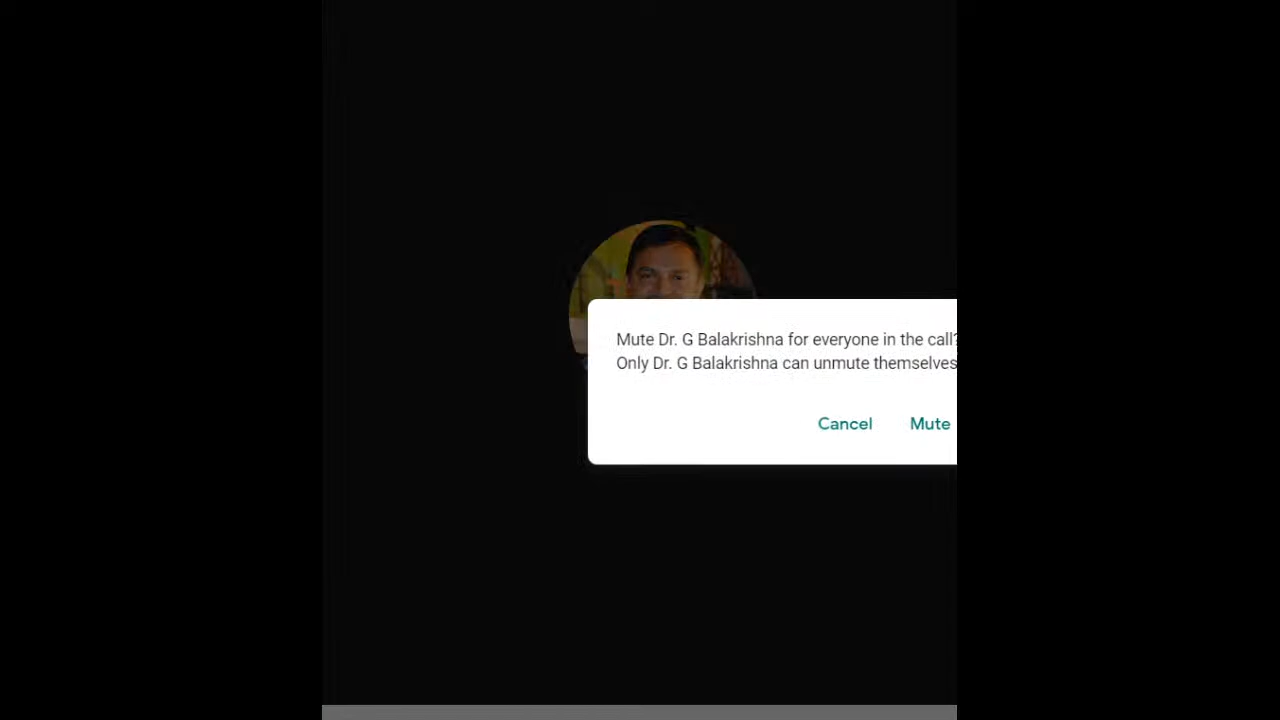 Mute Dr. G Balakrishna for everyone in the call?
Only Dr. G Balakrishna can unmute themselves
Cancel Mute